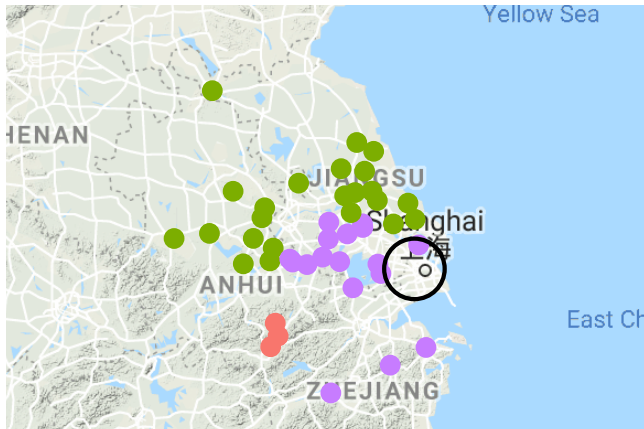 Yellow Sea
HENAN
JIANGSU
Shanghai
上海
ANHUI
East Ch
ZHEJIANG